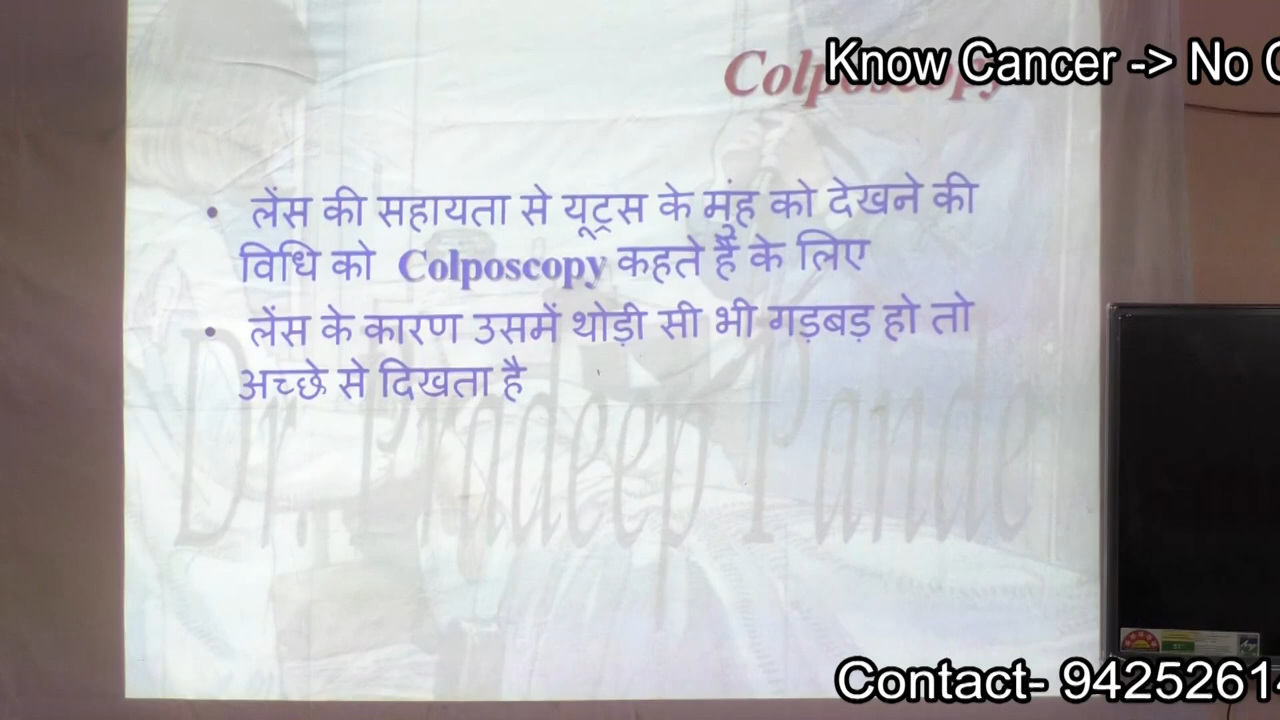 Know Cancer -> No
Colposcopy
• लेंस की सहायता से यूट्रस के मुंह को देखने की
विधि को Colposcopy कहते हैं के लिए
• लेंस के कारण उसमें थोड़ी सी भी गड़बड़ हो तो
अच्छे से दिखता है
Dr. Pradeep Pande
Contact- 9425261